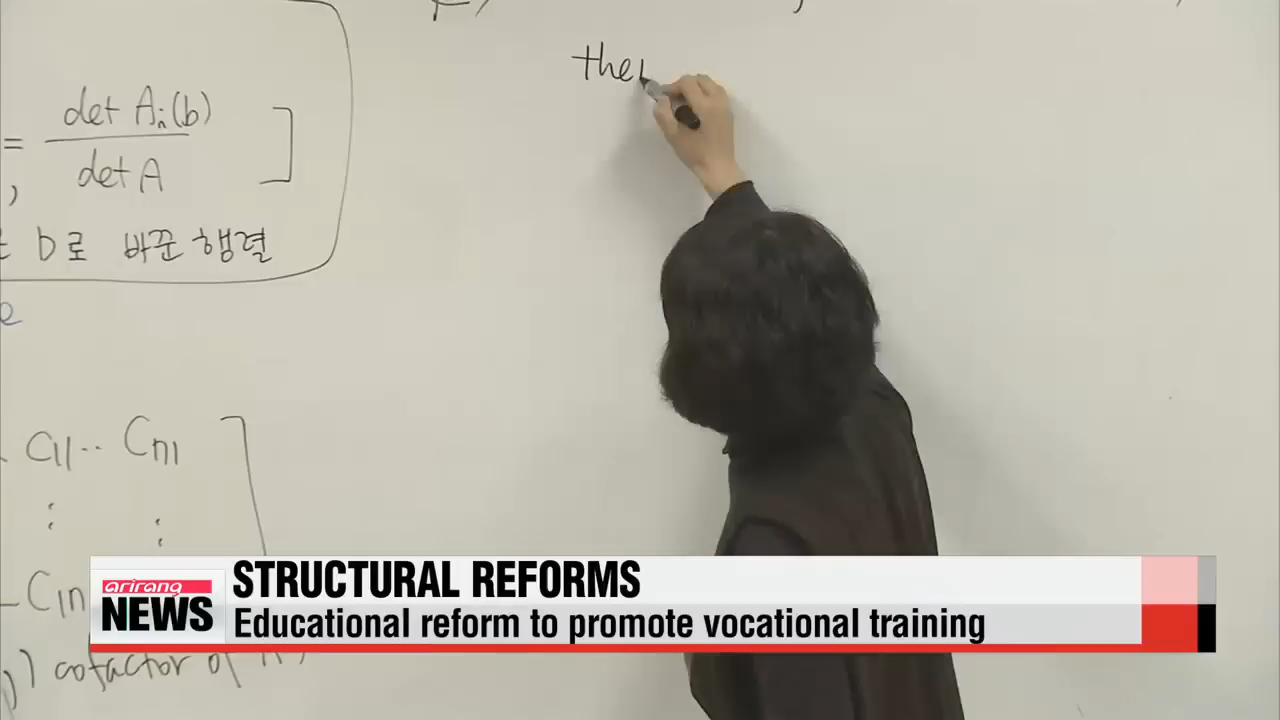 the
= det Ai(b) / det A ]
,
b로 바꾼 행렬
e
C11 ·· Cn1
⋮ ⋮
C1n
) cofactor of
arirang
NEWS
STRUCTURAL REFORMS
Educational reform to promote vocational training